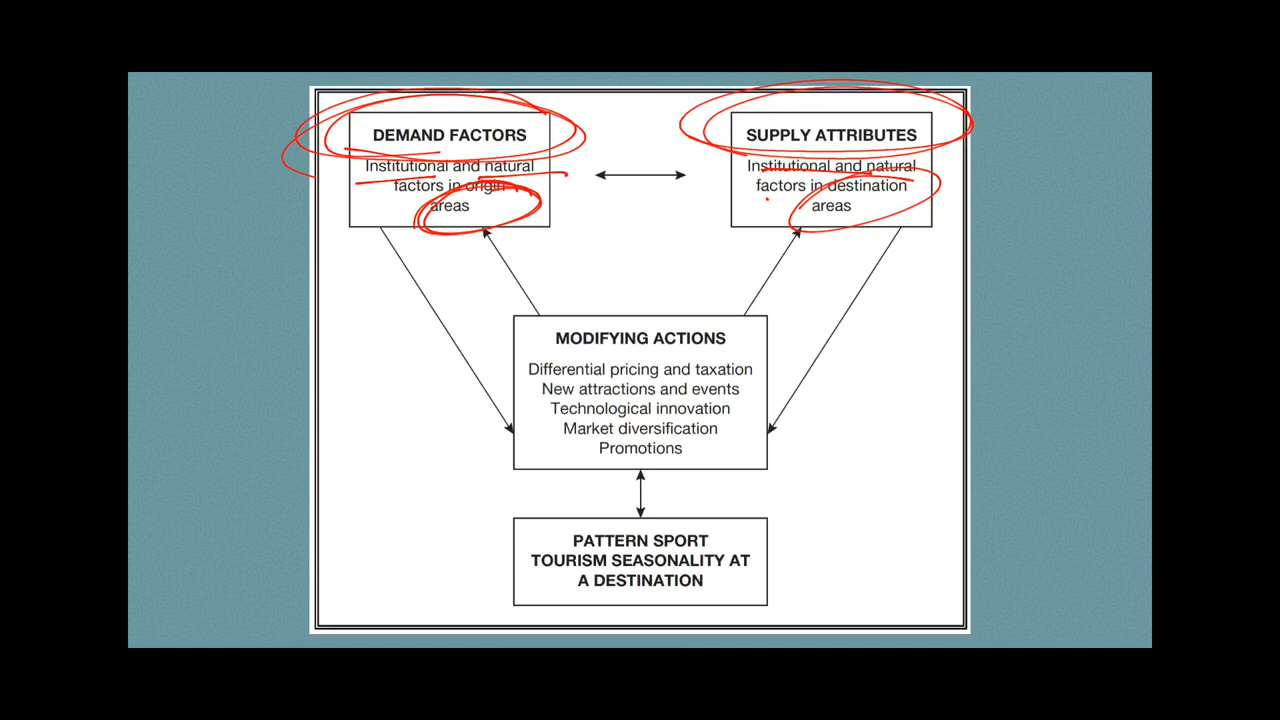 DEMAND FACTORS
Institutional and natural
factors in origin
areas
SUPPLY ATTRIBUTES
Institutional and natural
factors in destination
areas
MODIFYING ACTIONS
Differential pricing and taxation
New attractions and events
Technological innovation
Market diversification
Promotions
PATTERN SPORT
TOURISM SEASONALITY AT
A DESTINATION